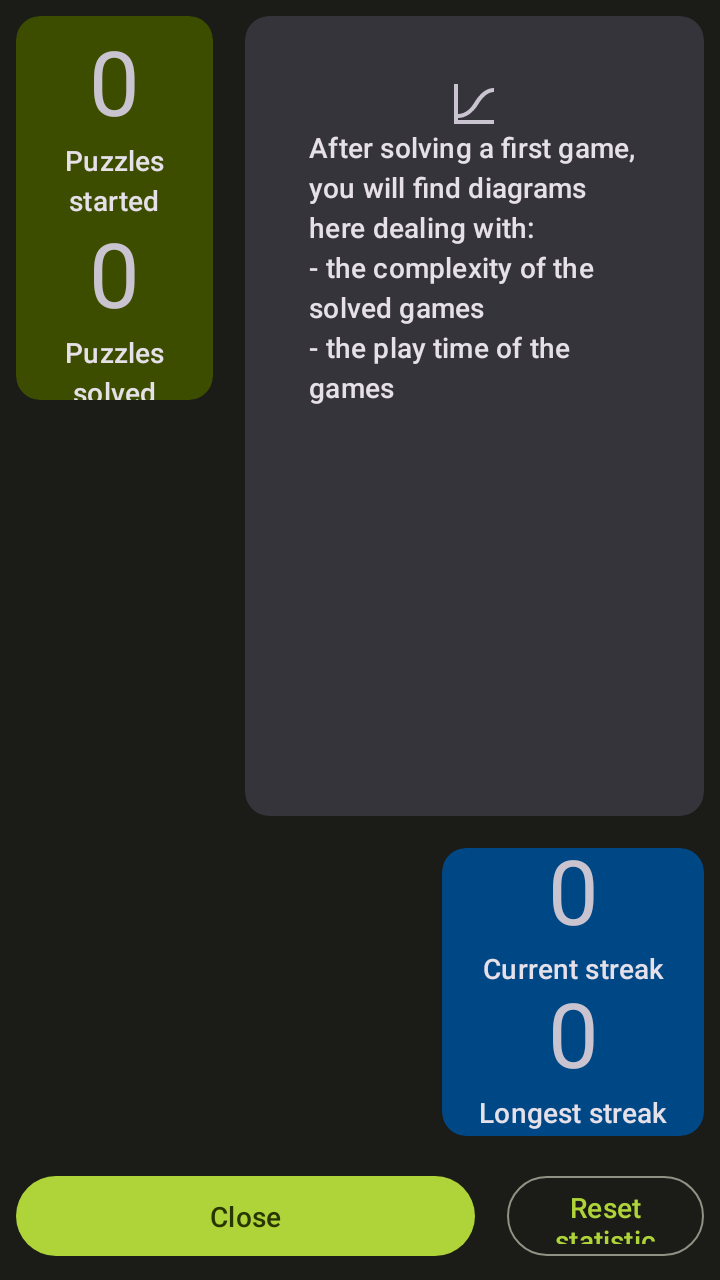 0
Puzzles
started
0
Puzzles
solved
After solving a first game,
you will find diagrams
here dealing with:
- the complexity of the
solved games
- the play time of the
games
0
Current streak
0
Longest streak
Close
Reset
statistic